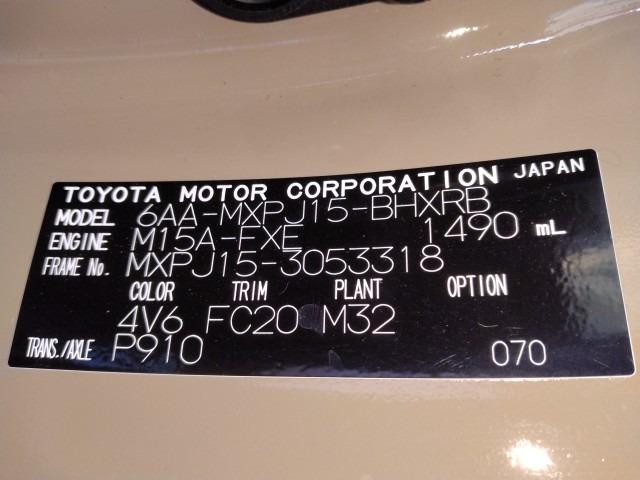 TOYOTA MOTOR CORPORATION JAPAN
MODEL 6AA-MXPJ15-BHXRB
ENGINE M15A-FXE 1490 mL
FRAME No. MXPJ15-3053318
COLOR TRIM PLANT OPTION
4V6 FC20 M32
TRANS./AXLE P910 070